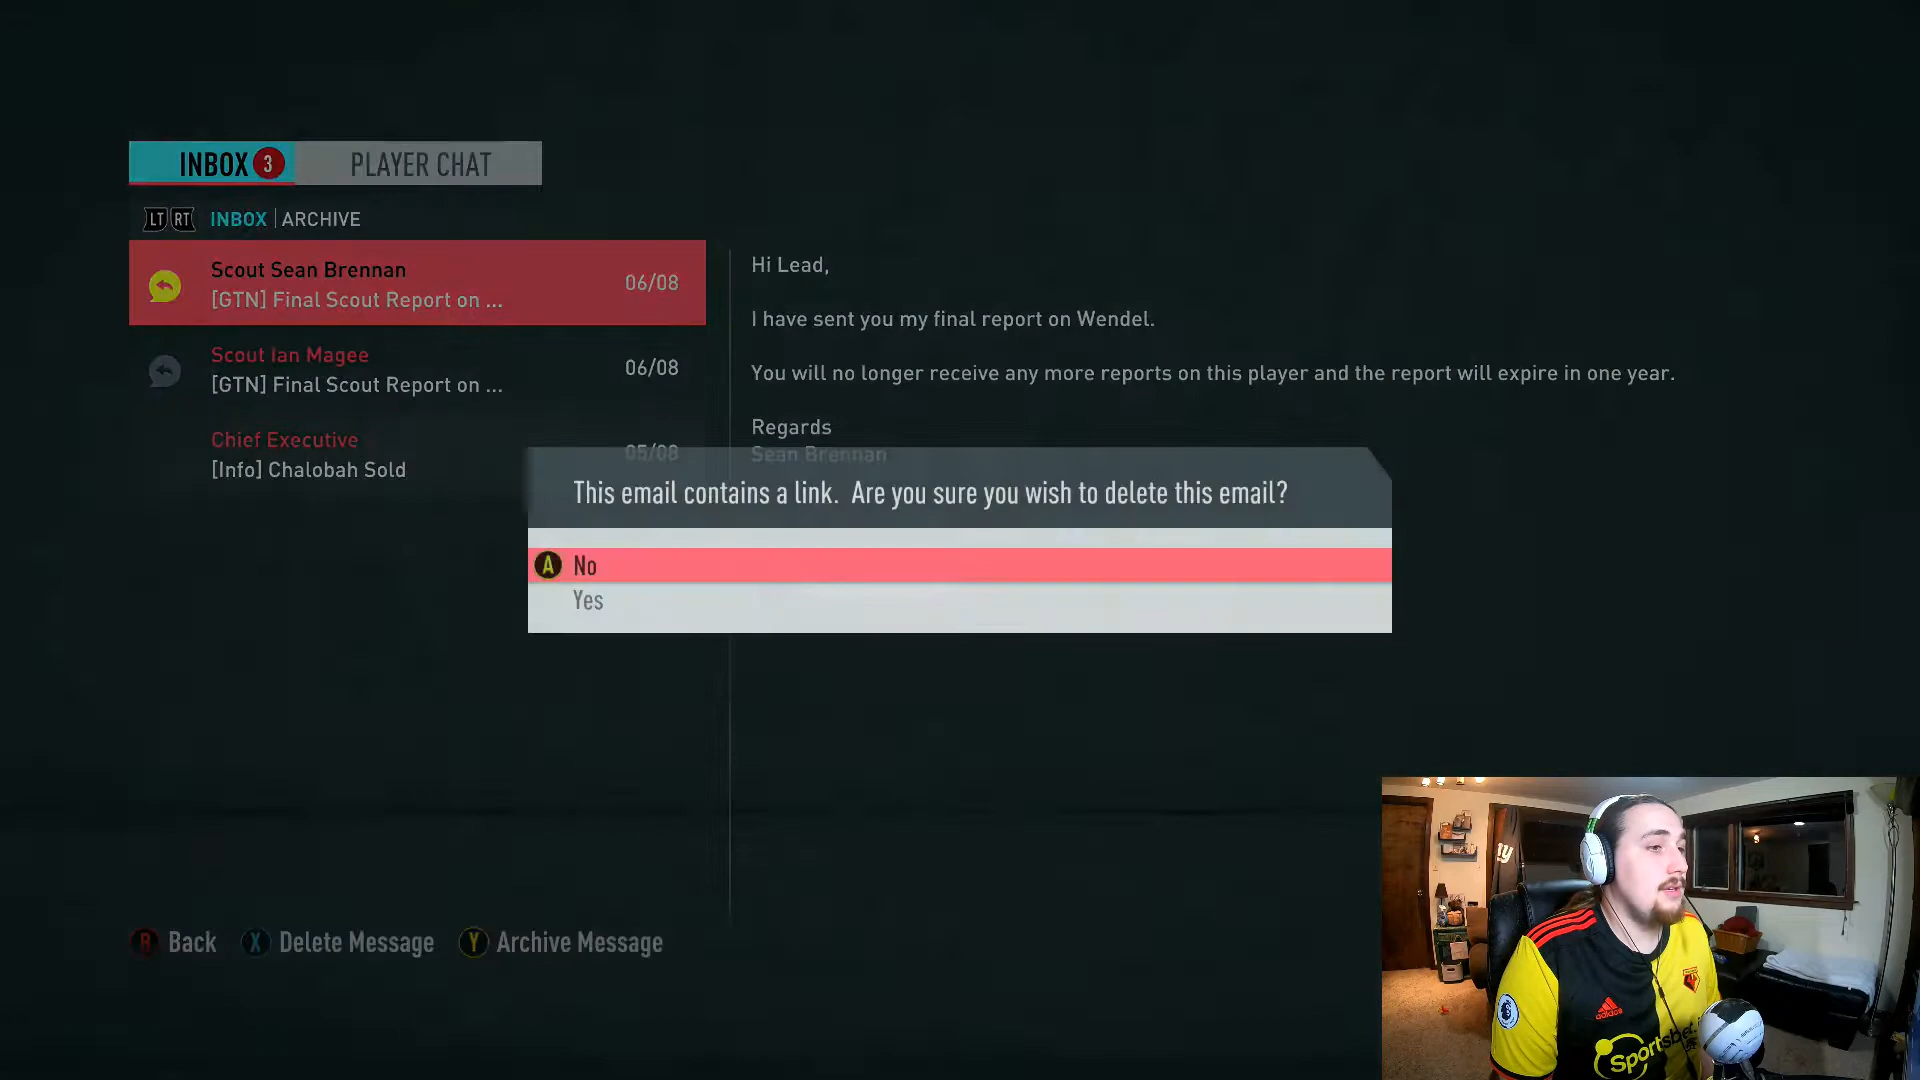 INBOX 3 PLAYER CHAT
LT RT INBOX | ARCHIVE
Scout Sean Brennan
[GTN] Final Scout Report on ...
06/08
Scout Ian Magee
[GTN] Final Scout Report on ...
06/08
Chief Executive
[Info] Chalobah Sold
05/08
Hi Lead,
I have sent you my final report on Wendel.
You will no longer receive any more reports on this player and the report will expire in one year.
Regards
Sean Brennan
This email contains a link. Are you sure you wish to delete this email?
A No
Yes
B Back X Delete Message Y Archive Message
ny
adidas
Sportsbet.i